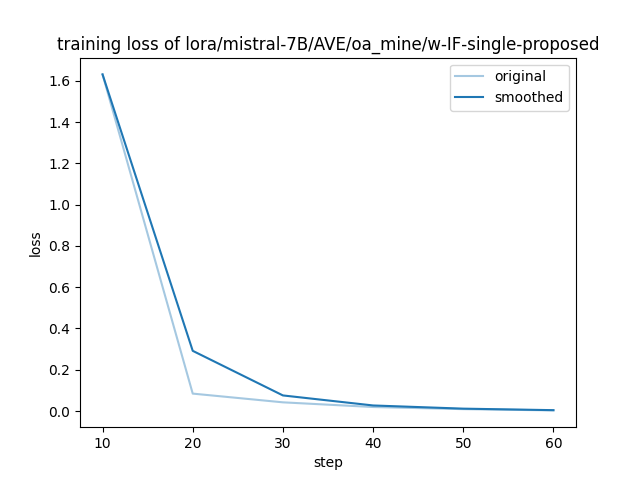 training loss of lora/mistral-7B/AVE/oa_mine/w-IF-single-proposed
original
smoothed
1.6
1.4
1.2
1.0
0.8
0.6
0.4
0.2
0.0
loss
10 20 30 40 50 60
step